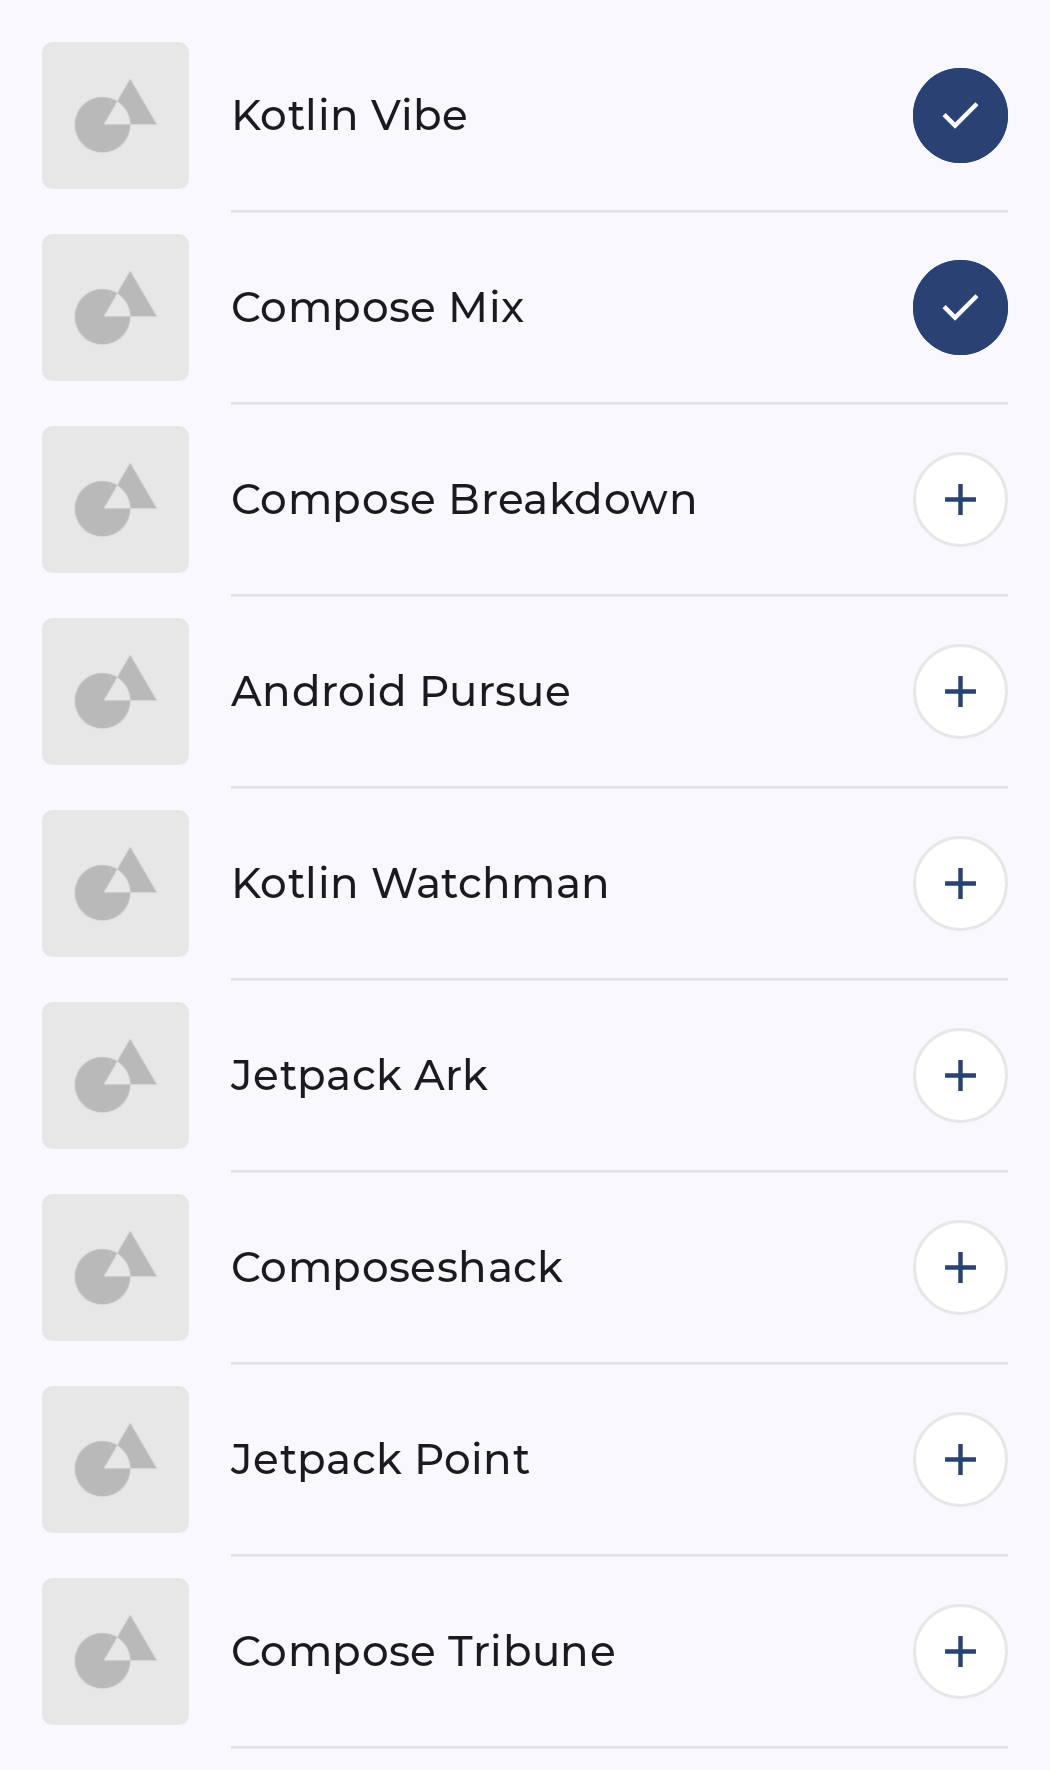 Kotlin Vibe
Compose Mix
Compose Breakdown
Android Pursue
Kotlin Watchman
Jetpack Ark
Composeshack
Jetpack Point
Compose Tribune